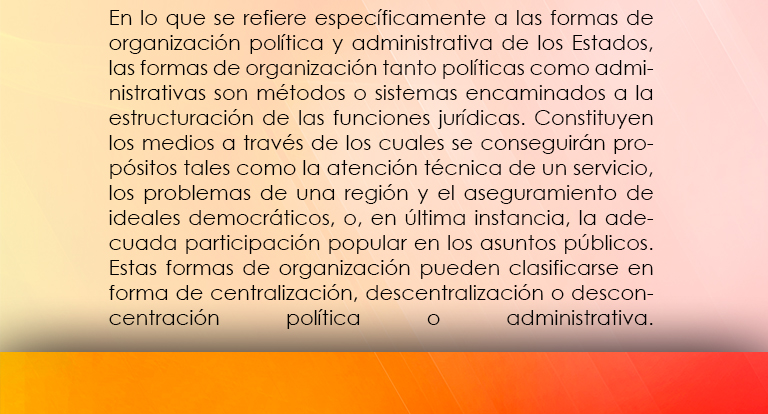 En lo que se refiere específicamente a las formas de
organización política y administrativa de los Estados,
las formas de organización tanto políticas como admi-
nistrativas son métodos o sistemas encaminados a la
estructuración de las funciones jurídicas. Constituyen
los medios a través de los cuales se conseguirán pro-
pósitos tales como la atención técnica de un servicio,
los problemas de una región y el aseguramiento de
ideales democráticos, o, en última instancia, la ade-
cuada participación popular en los asuntos públicos.
Estas formas de organización pueden clasificarse en
forma de centralización, descentralización o descon-
centración política o administrativa.